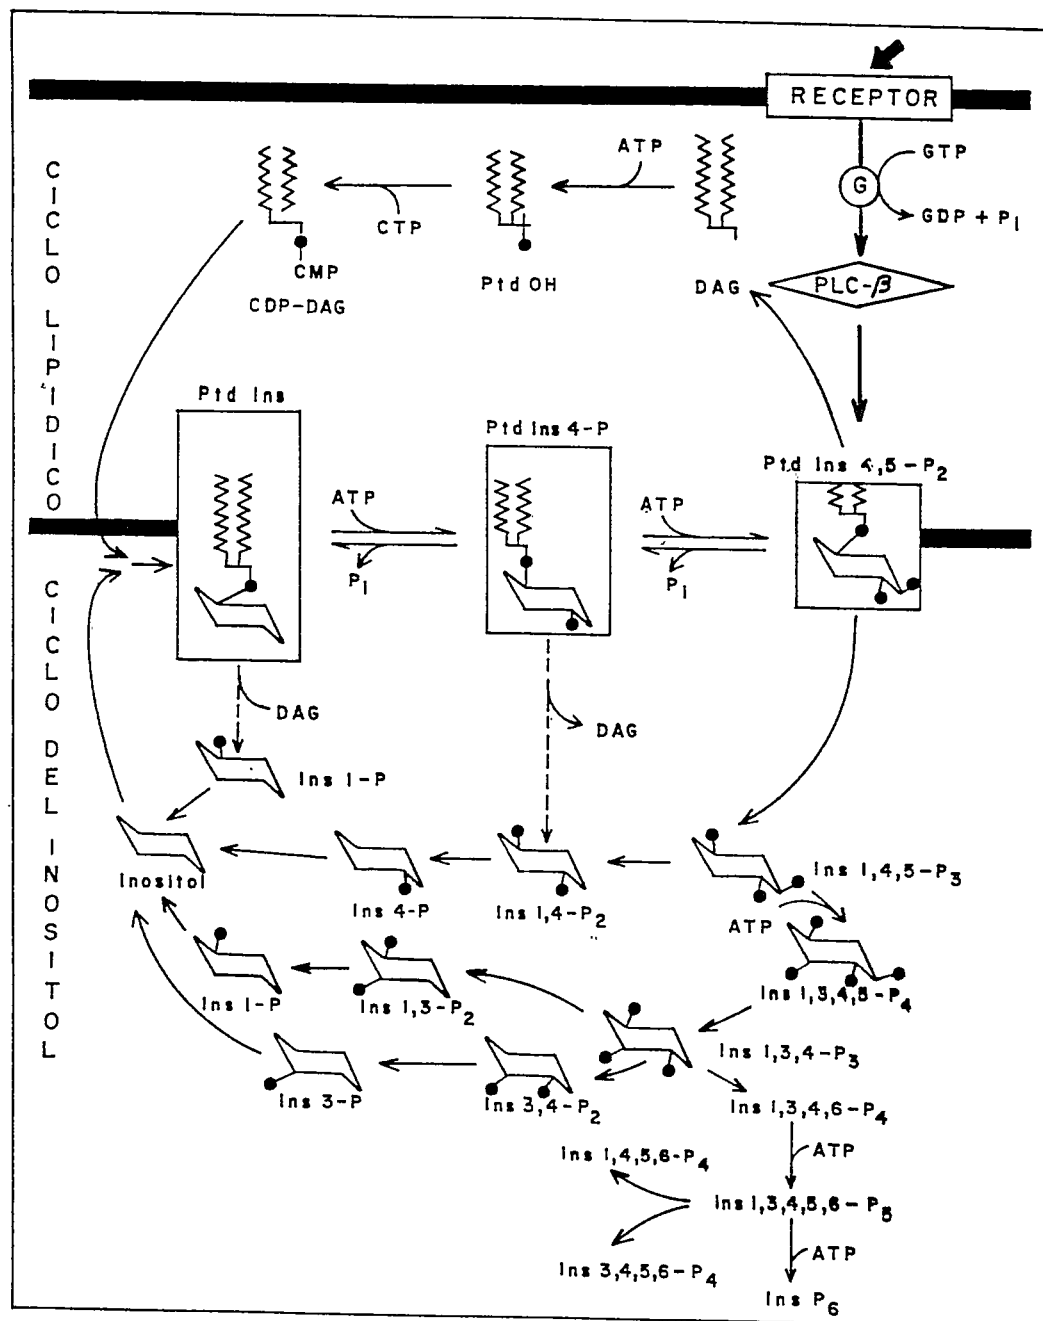 RECEPTOR
GTP
G
GDP + Pi
PLC-β
ATP
CTP
CMP
CDP-DAG
Ptd OH
DAG
CICLO LIPIDICO
Ptd Ins
Ptd Ins 4-P
Ptd Ins 4,5-P2
ATP
Pi
ATP
Pi
CICLO DEL INOSITOL
DAG
DAG
Ins 1-P
Inositol
Ins 4-P
Ins 1,4-P2
Ins 1,4,5-P3
ATP
Ins 1,3,4,5-P4
Ins 1-P
Ins 1,3-P2
Ins 1,3,4-P3
Ins 3-P
Ins 3,4-P2
Ins 1,3,4,6-P4
ATP
Ins 1,4,5,6-P4
Ins 1,3,4,5,6-P5
ATP
Ins 3,4,5,6-P4
Ins P6